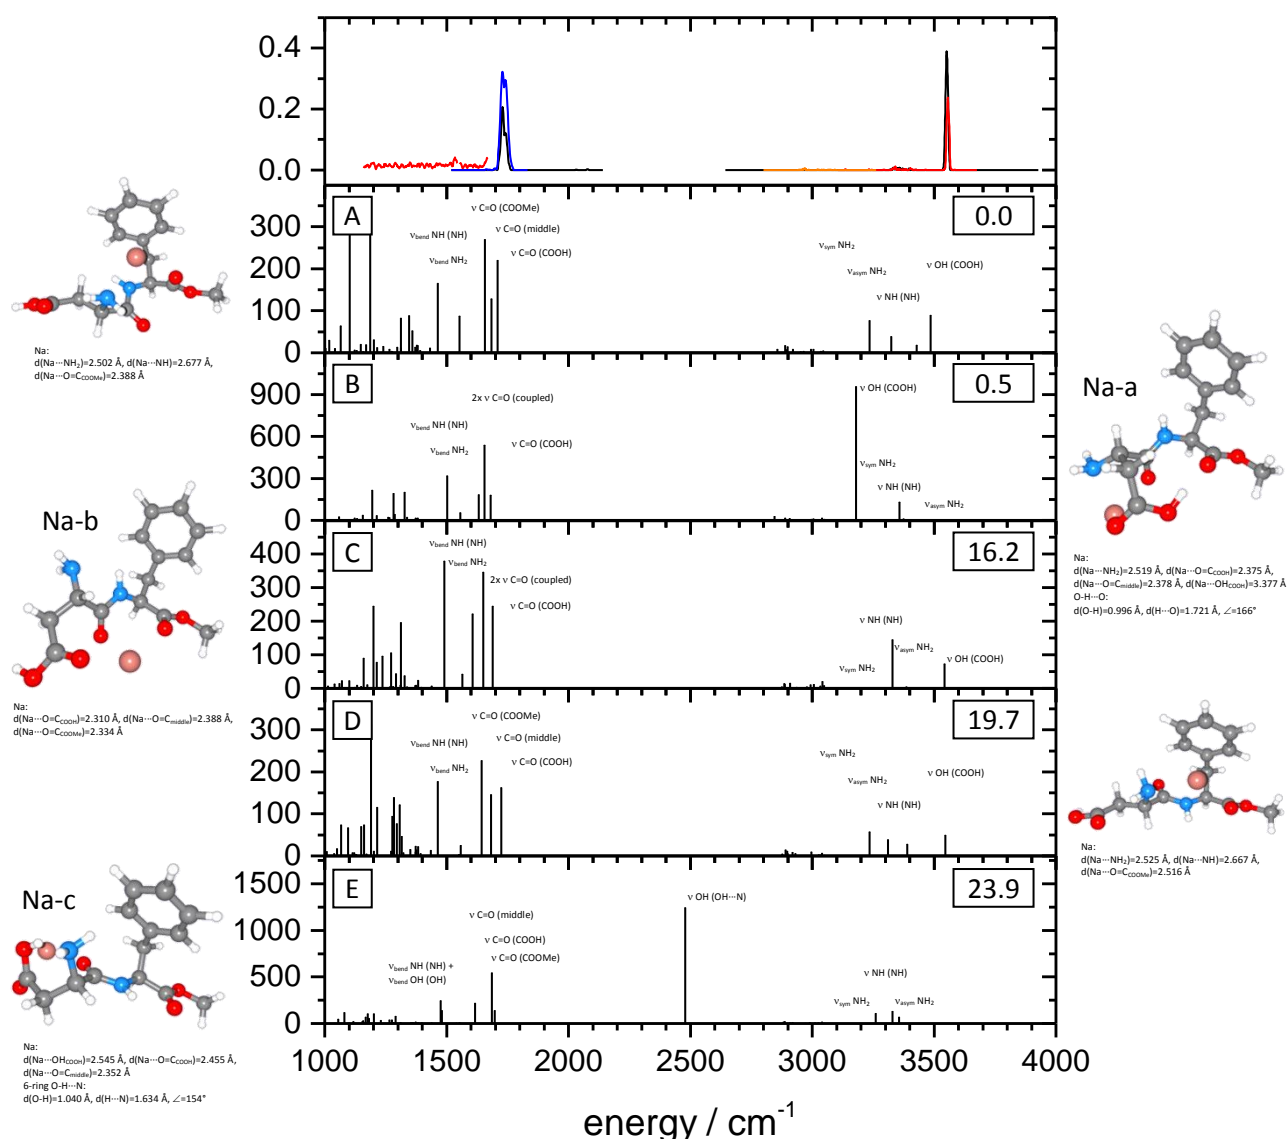 0.4
0.2
0.0
A
0.0
ν C=O (COOMe)
ν C=O (middle)
νbend NH (NH)
ν C=O (COOH)
νbend NH2
νsym NH2
ν OH (COOH)
νasym NH2
ν NH (NH)
300
200
100
0
Na:
d(Na···NH2)=2.502 Å, d(Na···NH)=2.677 Å,
d(Na···O=CCOOMe)=2.388 Å
B
0.5
2x ν C=O (coupled)
νbend NH (NH)
νbend NH2
ν C=O (COOH)
ν OH (COOH)
νsym NH2
ν NH (NH)
νasym NH2
900
600
300
0
Na-a
Na:
d(Na···NH2)=2.519 Å, d(Na···O=CCOOH)=2.375 Å,
d(Na···O=Cmiddle)=2.378 Å, d(Na···OHCOOH)=3.377 Å
O-H···O:
d(O-H)=0.996 Å, d(H···O)=1.721 Å, ∠=166°
Na-b
Na:
d(Na···O=CCOOH)=2.310 Å, d(Na···O=Cmiddle)=2.388 Å,
d(Na···O=CCOOMe)=2.334 Å
C
16.2
νbend NH (NH)
νbend NH2
2x ν C=O (coupled)
ν C=O (COOH)
ν NH (NH)
νasym NH2
νsym NH2
ν OH (COOH)
400
300
200
100
0
D
19.7
ν C=O (COOMe)
ν C=O (middle)
νbend NH (NH)
ν C=O (COOH)
νbend NH2
νsym NH2
ν OH (COOH)
νasym NH2
ν NH (NH)
300
200
100
0
Na:
d(Na···NH2)=2.525 Å, d(Na···NH)=2.667 Å,
d(Na···O=CCOOMe)=2.516 Å
Na-c
Na:
d(Na···OHCOOH)=2.545 Å, d(Na···O=CCOOH)=2.455 Å,
d(Na···O=Cmiddle)=2.352 Å
6-ring O-H···N:
d(O-H)=1.040 Å, d(H···N)=1.634 Å, ∠=154°
E
23.9
ν OH (OH···N)
ν C=O (middle)
ν C=O (COOH)
ν C=O (COOMe)
νbend NH (NH) +
νbend OH (OH)
ν NH (NH)
νsym NH2
νasym NH2
1500
1000
500
0
1000 1500 2000 2500 3000 3500 4000
energy / cm-1